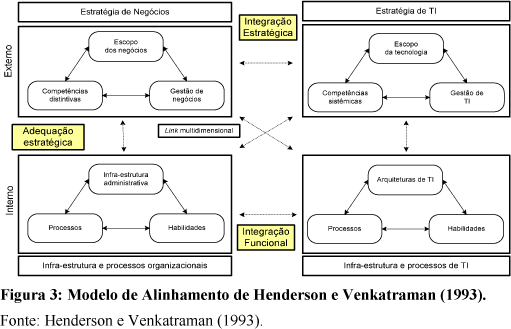 Estratégia de Negócios
Integração
Estratégica
Estratégia de TI
Externo
Escopo
dos negócios
Competências
distintivas
Gestão de
negócios
Escopo
da tecnologia
Competências
sistêmicas
Gestão de
TI
Adequação
estratégica
Link multidimensional
Interno
Infra-estrutura
administrativa
Processos
Habilidades
Arquiteturas de TI
Processos
Habilidades
Integração
Funcional
Infra-estrutura e processos organizacionais
Infra-estrutura e processos de TI
Figura 3: Modelo de Alinhamento de Henderson e Venkatraman (1993).
Fonte: Henderson e Venkatraman (1993).